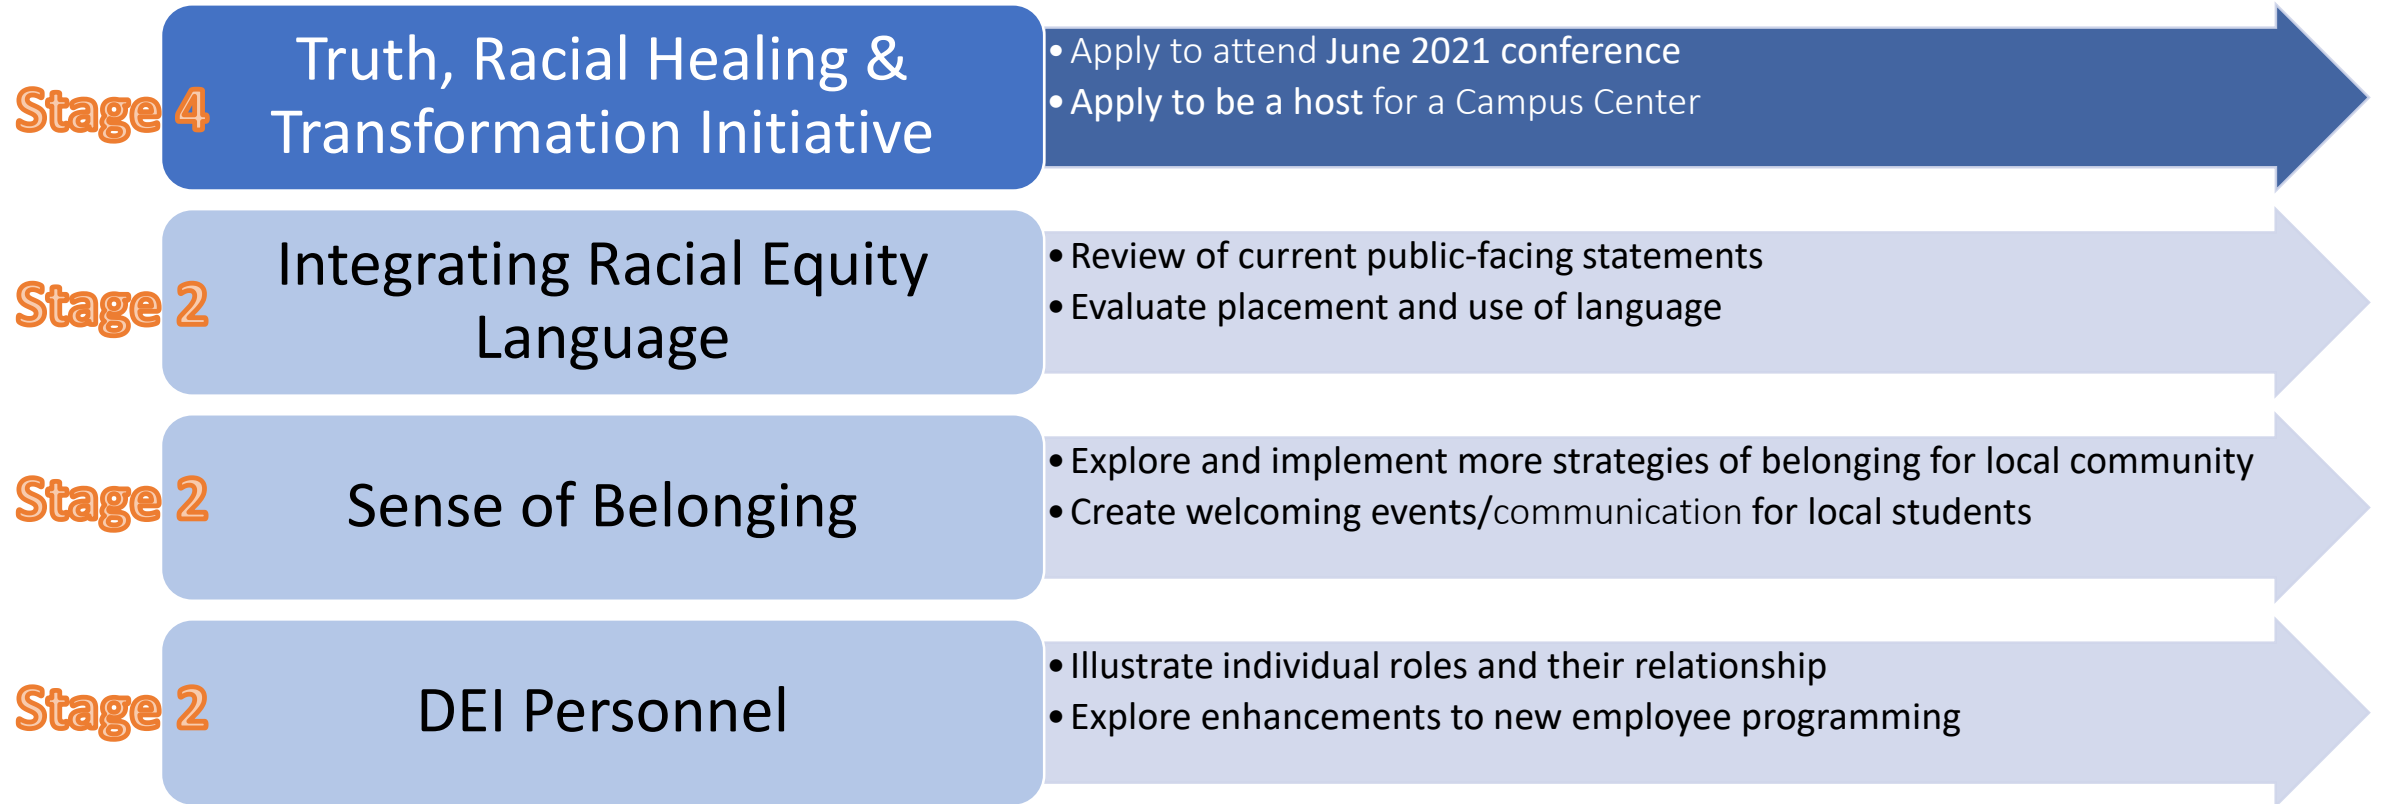 Stage 4
Truth, Racial Healing &
Transformation Initiative
• Apply to attend June 2021 conference
• Apply to be a host for a Campus Center
Stage 2
Integrating Racial Equity
Language
• Review of current public-facing statements
• Evaluate placement and use of language
Stage 2
Sense of Belonging
• Explore and implement more strategies of belonging for local community
• Create welcoming events/communication for local students
Stage 2
DEI Personnel
• Illustrate individual roles and their relationship
• Explore enhancements to new employee programming